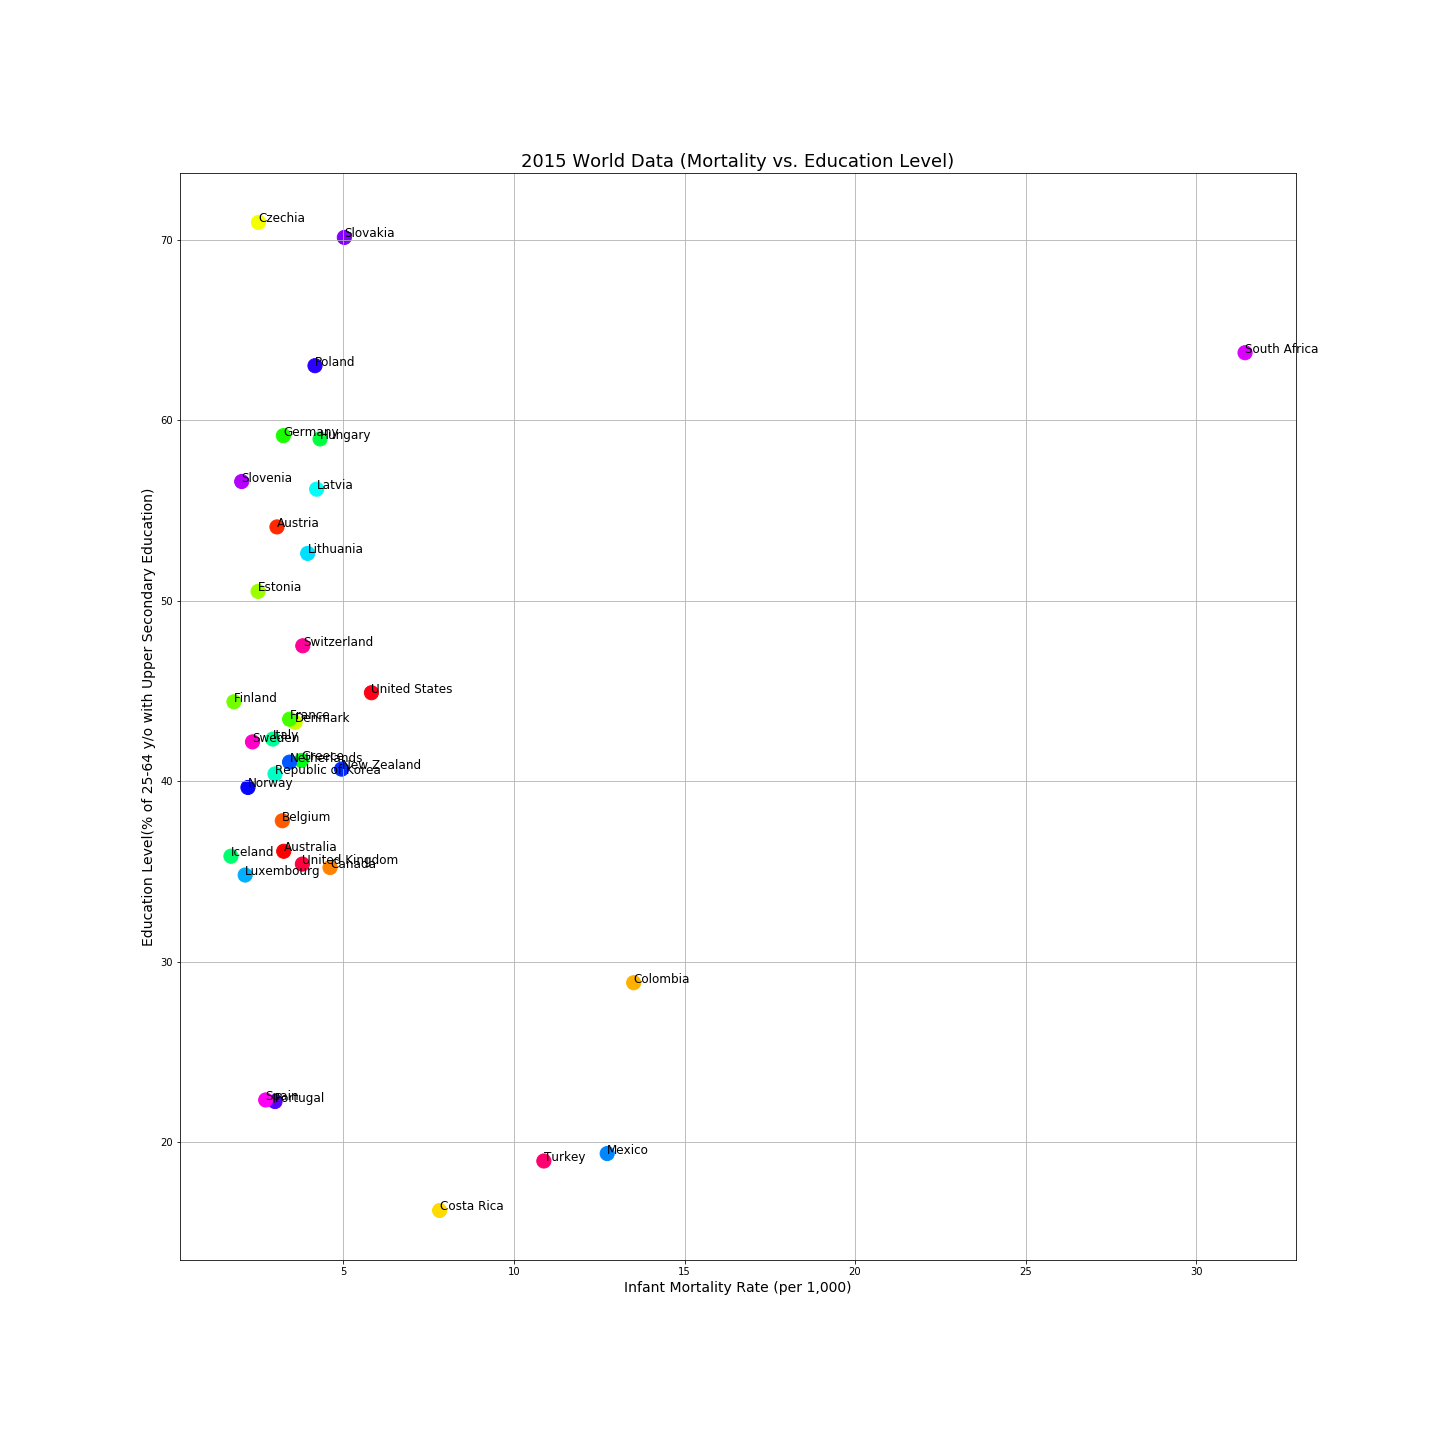 2015 World Data (Mortality vs. Education Level)
Czechia
Slovakia
70
South Africa
Poland
60
Germany
Hungary
Slovenia
Latvia
Austria
Lithuania
Estonia
50
Switzerland
United States
Finland
France
Denmark
Italy
Sweden
Greece
Netherlands
New Zealand
Republic of Korea
40
Norway
Belgium
Australia
Iceland
United Kingdom
Canada
Luxembourg
30
Colombia
Spain
Portugal
20
Mexico
Turkey
Costa Rica
Education Level(% of 25-64 y/o with Upper Secondary Education)
5 10 15 20 25 30
Infant Mortality Rate (per 1,000)